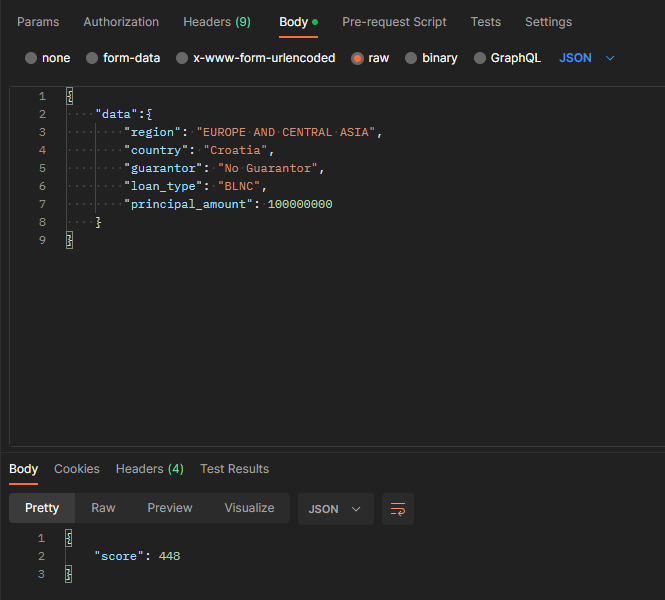 Params Authorization Headers (9) Body Pre-request Script Tests Settings
none form-data x-www-form-urlencoded raw binary GraphQL JSON
1 {
2 "data":{
3 "region": "EUROPE AND CENTRAL ASIA",
4 "country": "Croatia",
5 "guarantor": "No Guarantor",
6 "loan_type": "BLNC",
7 "principal_amount": 100000000
8 }
9 }
Body Cookies Headers (4) Test Results
Pretty Raw Preview Visualize JSON
1 {
2 "score": 448
3 }